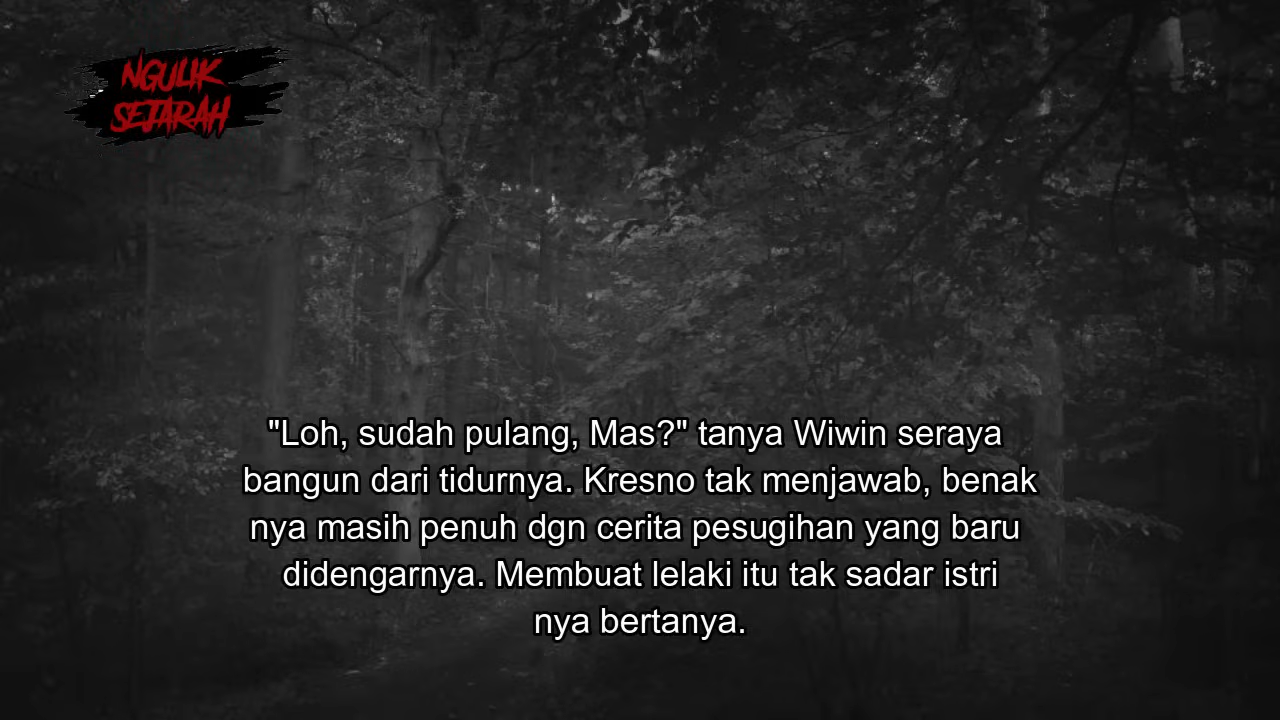 NGULIK
SEJARAH
"Loh, sudah pulang, Mas?" tanya Wiwin seraya
bangun dari tidurnya. Kresno tak menjawab, benak
nya masih penuh dgn cerita pesugihan yang baru
didengarnya. Membuat lelaki itu tak sadar istri
nya bertanya.